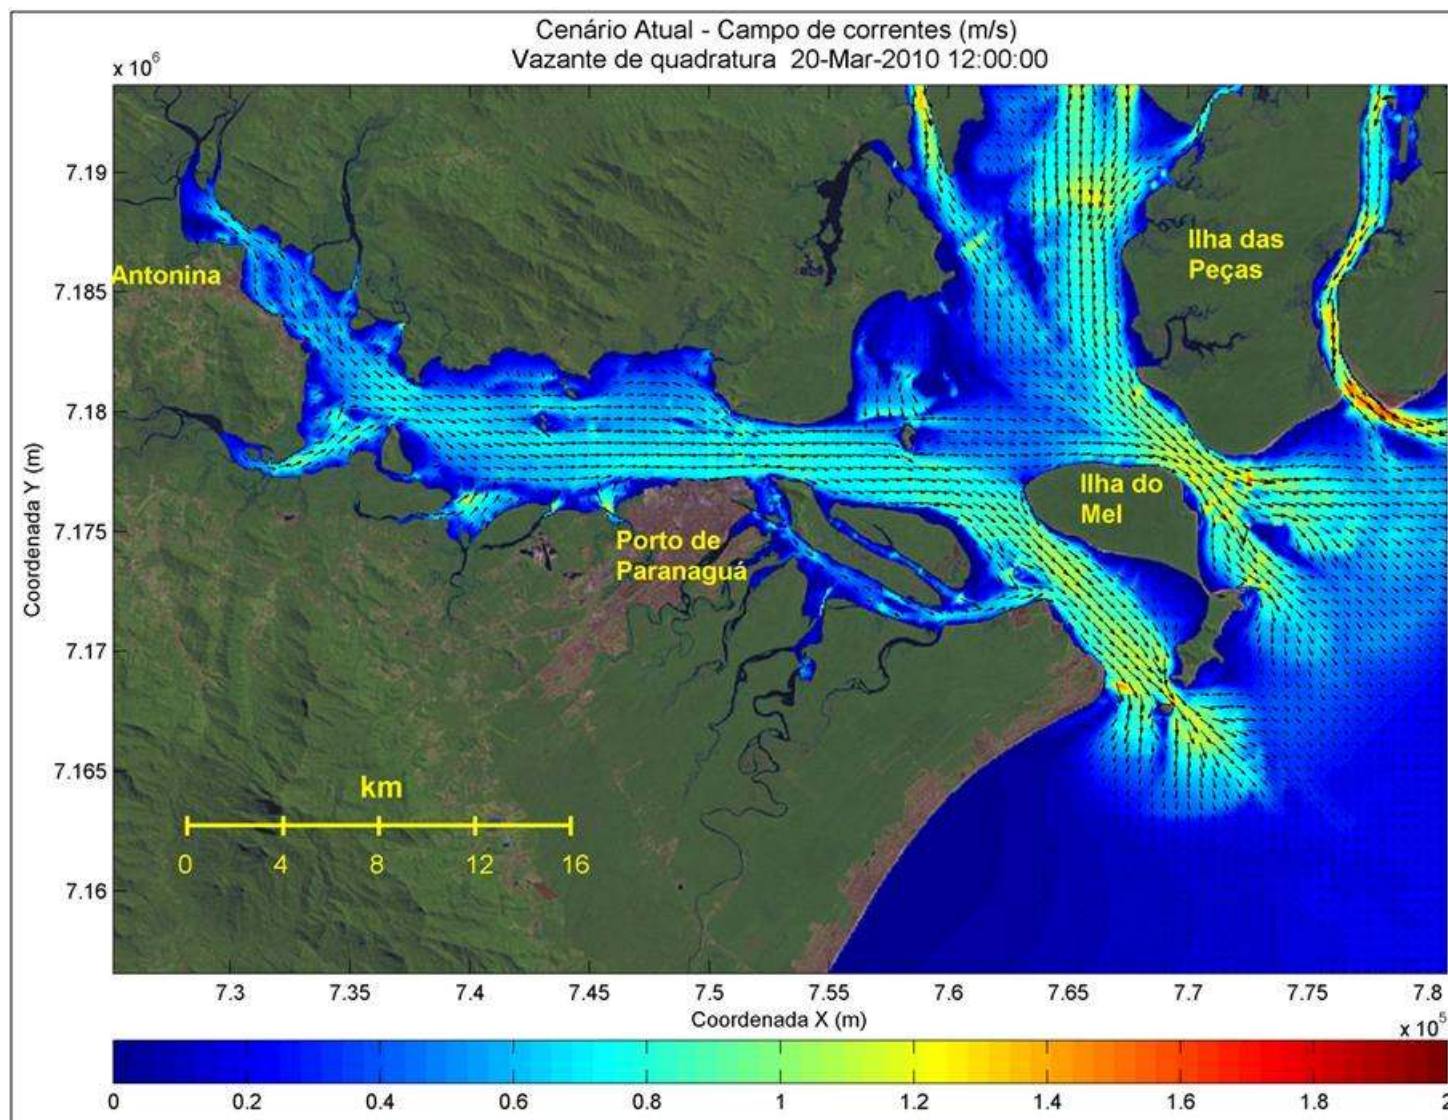 Cenário Atual - Campo de correntes (m/s)
Vazante de quadratura 20-Mar-2010 12:00:00
x 10⁶
7.19
7.185
7.18
7.175
7.17
7.165
7.16
Coordenada Y (m)
Antonina
Ilha das
Peças
Ilha do
Mel
Porto de
Paranaguá
km
0 4 8 12 16
7.3 7.35 7.4 7.45 7.5 7.55 7.6 7.65 7.7 7.75 7.8
Coordenada X (m)
x 10⁵
0 0.2 0.4 0.6 0.8 1 1.2 1.4 1.6 1.8 2